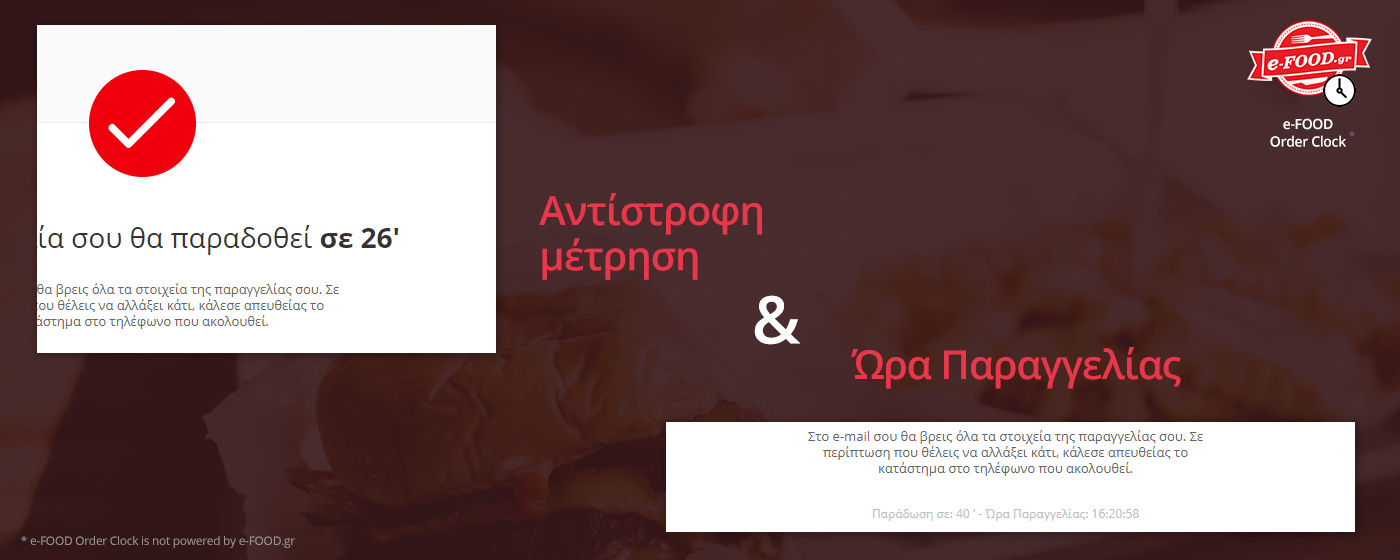 ία σου θα παραδοθεί σε 26'
θα βρεις όλα τα στοιχεία της παραγγελίας σου. Σε
που θέλεις να αλλάξει κάτι, κάλεσε απευθείας το
άστημα στο τηλέφωνο που ακολουθεί.
e-FOOD.gr
e-FOOD
Order Clock
Αντίστροφη
μέτρηση
&
Ώρα Παραγγελίας
Στο e-mail σου θα βρεις όλα τα στοιχεία της παραγγελίας σου. Σε
περίπτωση που θέλεις να αλλάξει κάτι, κάλεσε απευθείας το
κατάστημα στο τηλέφωνο που ακολουθεί.
Παράδωση σε: 40 ' - Ώρα Παραγγελίας: 16:20:58
* e-FOOD Order Clock is not powered by e-FOOD.gr